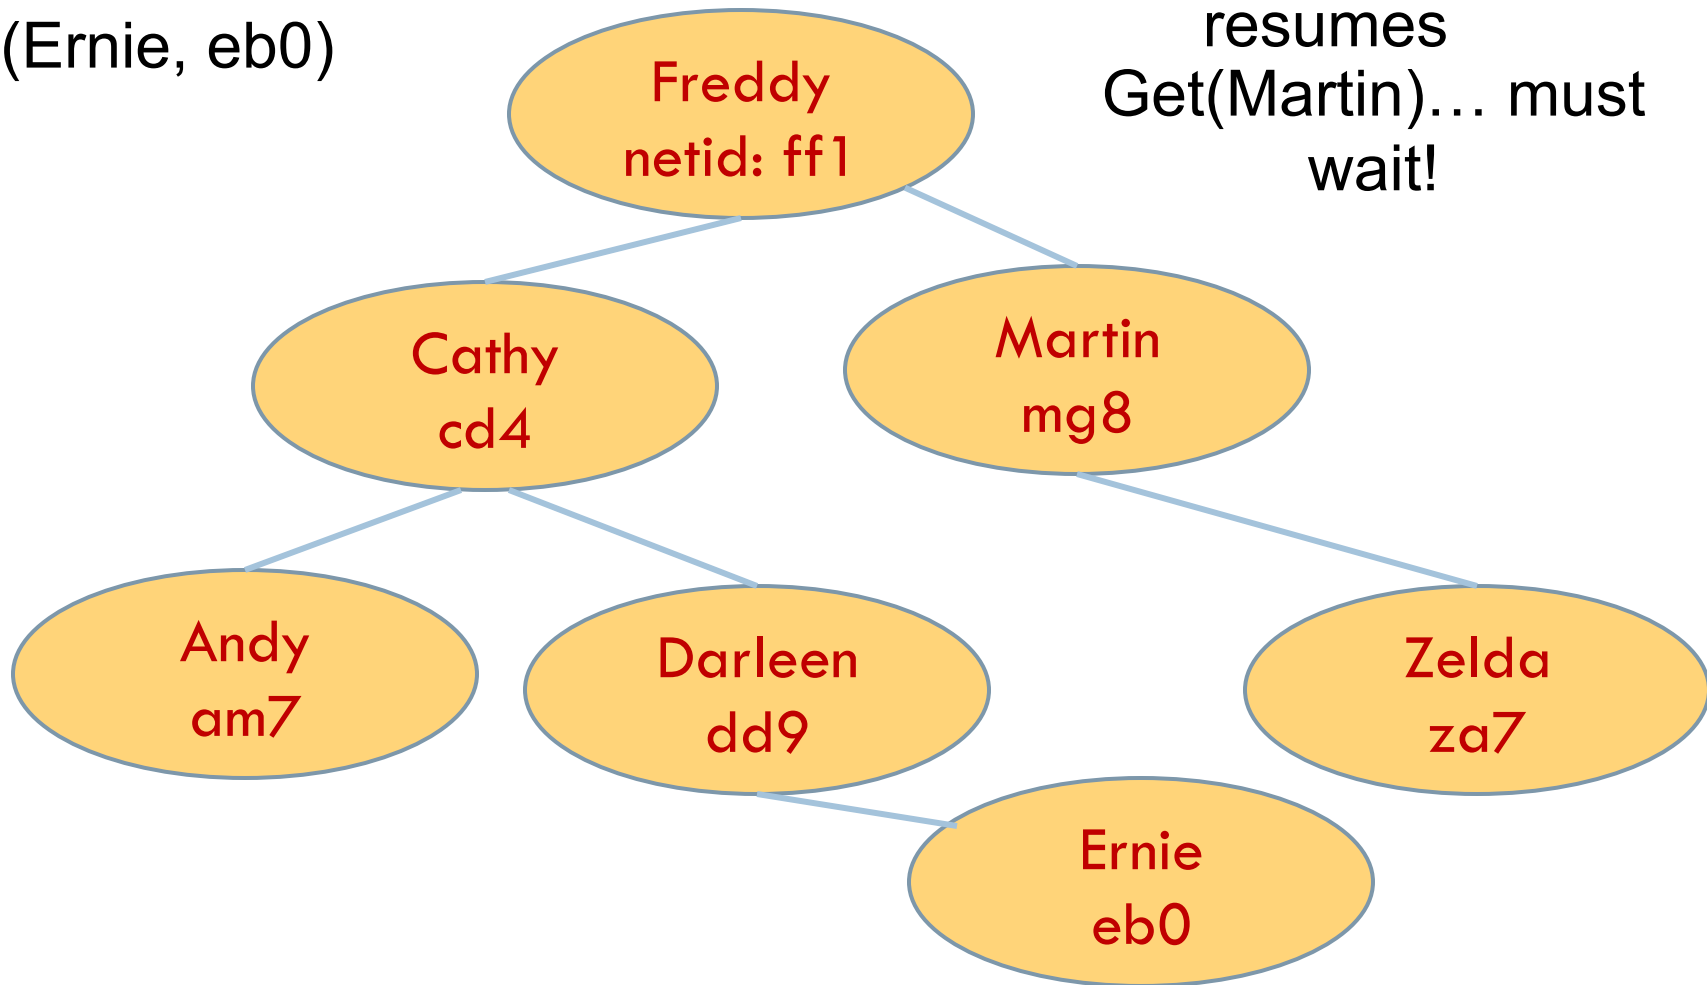 (Ernie, eb0)
resumes
Get(Martin)… must
wait!
Freddy
netid: ff1
Cathy
cd4
Martin
mg8
Andy
am7
Darleen
dd9
Zelda
za7
Ernie
eb0